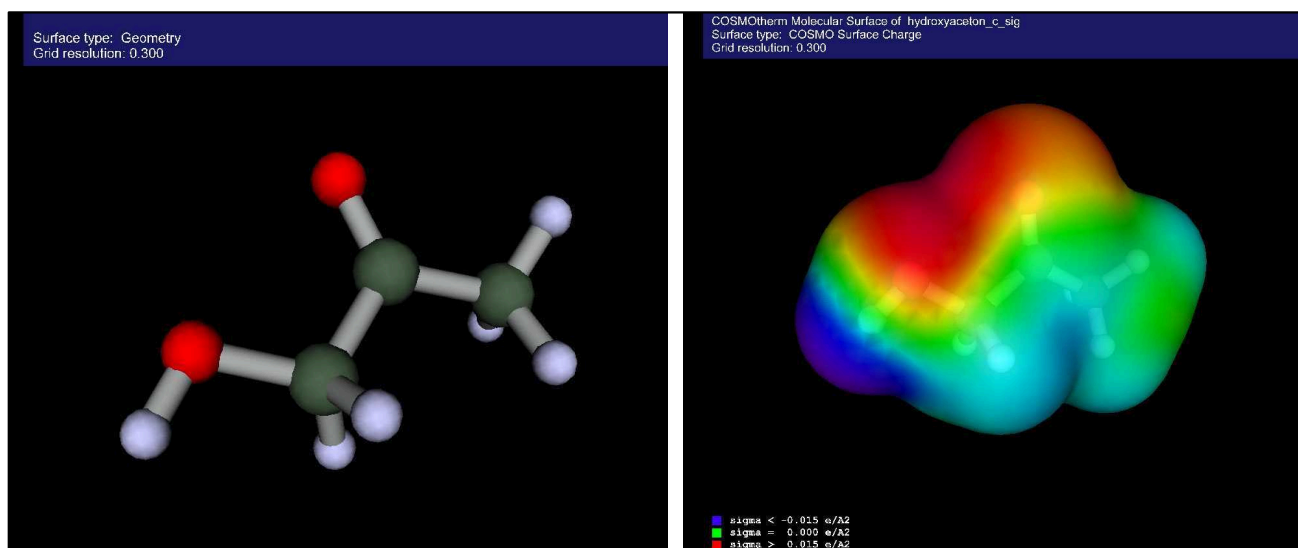 Surface type: Geometry
Grid resolution: 0.300
COSMOtherm Molecular Surface of hydroxyaceton_c_sig
Surface type: COSMO Surface Charge
Grid resolution: 0.300
sigma < -0.015 e/A2
sigma = 0.000 e/A2
sigma > 0.015 e/A2